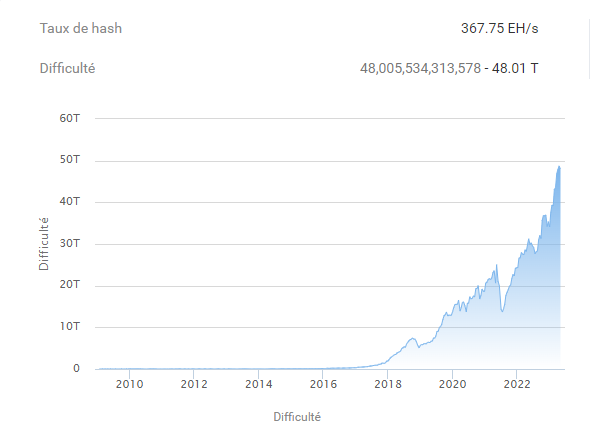 Taux de hash 367.75 EH/s
Difficulté 48,005,534,313,578 - 48.01 T
60T
50T
40T
30T
20T
10T
0
Difficulté
2010 2012 2014 2016 2018 2020 2022
Difficulté